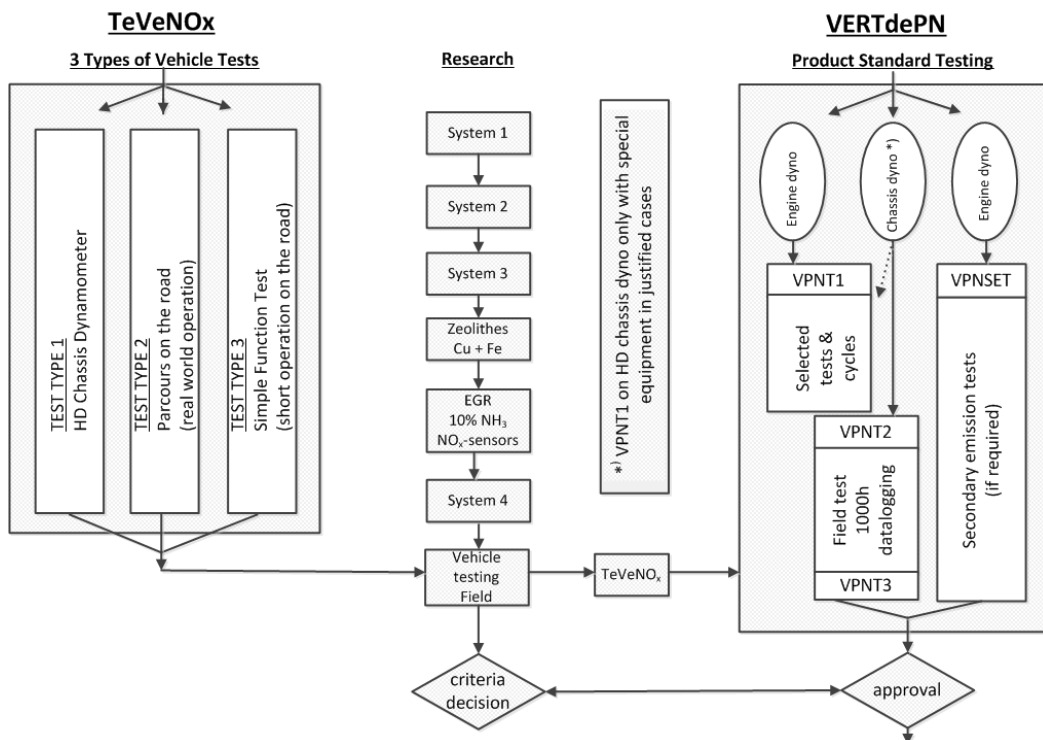 TeVeNOx
3 Types of Vehicle Tests
TEST TYPE 1
HD Chassis Dynamometer
TEST TYPE 2
Parcours on the road
(real world operation)
TEST TYPE 3
Simple Function Test
(short operation on the road)
Research
System 1
System 2
System 3
Zeolithes
Cu + Fe
EGR
10% NH₃
NOₓ-sensors
System 4
Vehicle
testing
Field
criteria
decision
*) VPNT1 on HD chassis dyno only with special
equipment in justified cases
TeVeNOₓ
VERTdePN
Product Standard Testing
Engine dyno
Chassis dyno *)
Engine dyno
VPNT1
Selected
tests &
cycles
VPNT2
Field test
1000h
datalogging
VPNT3
VPNSET
Secondary emission tests
(if required)
approval